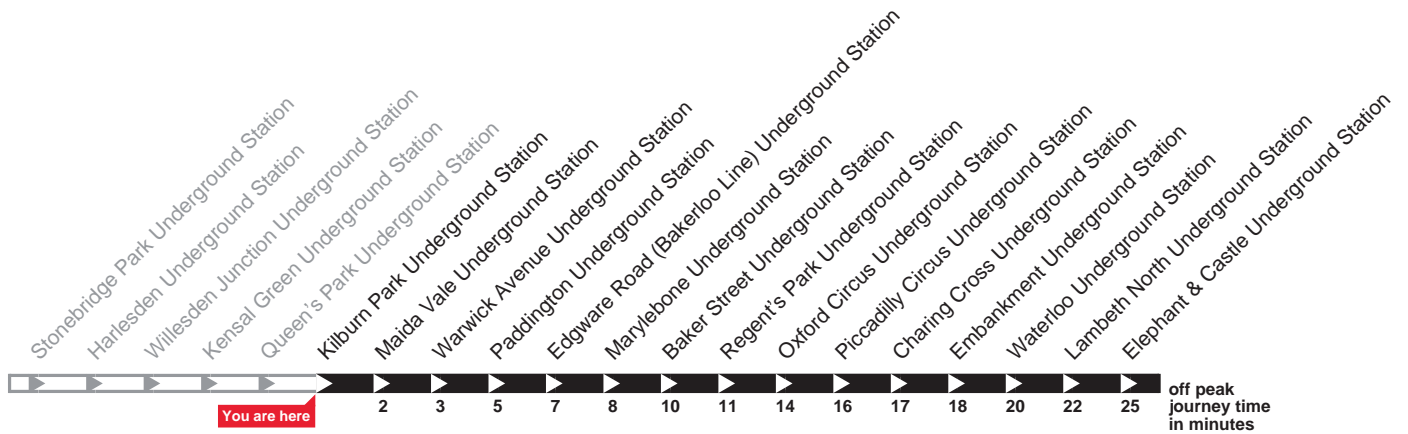 Stonebridge Park Underground Station
Harlesden Underground Station
Willesden Junction Underground Station
Kensal Green Underground Station
Queen's Park Underground Station
Kilburn Park Underground Station
Maida Vale Underground Station
Warwick Avenue Underground Station
Paddington Underground Station
Edgware Road (Bakerloo Line) Underground Station
Marylebone Underground Station
Baker Street Underground Station
Regent's Park Underground Station
Oxford Circus Underground Station
Piccadilly Circus Underground Station
Charing Cross Underground Station
Embankment Underground Station
Waterloo Underground Station
Lambeth North Underground Station
Elephant & Castle Underground Station
You are here
2 3 5 7 8 10 11 14 16 17 18 20 22 25
off peak
journey time
in minutes